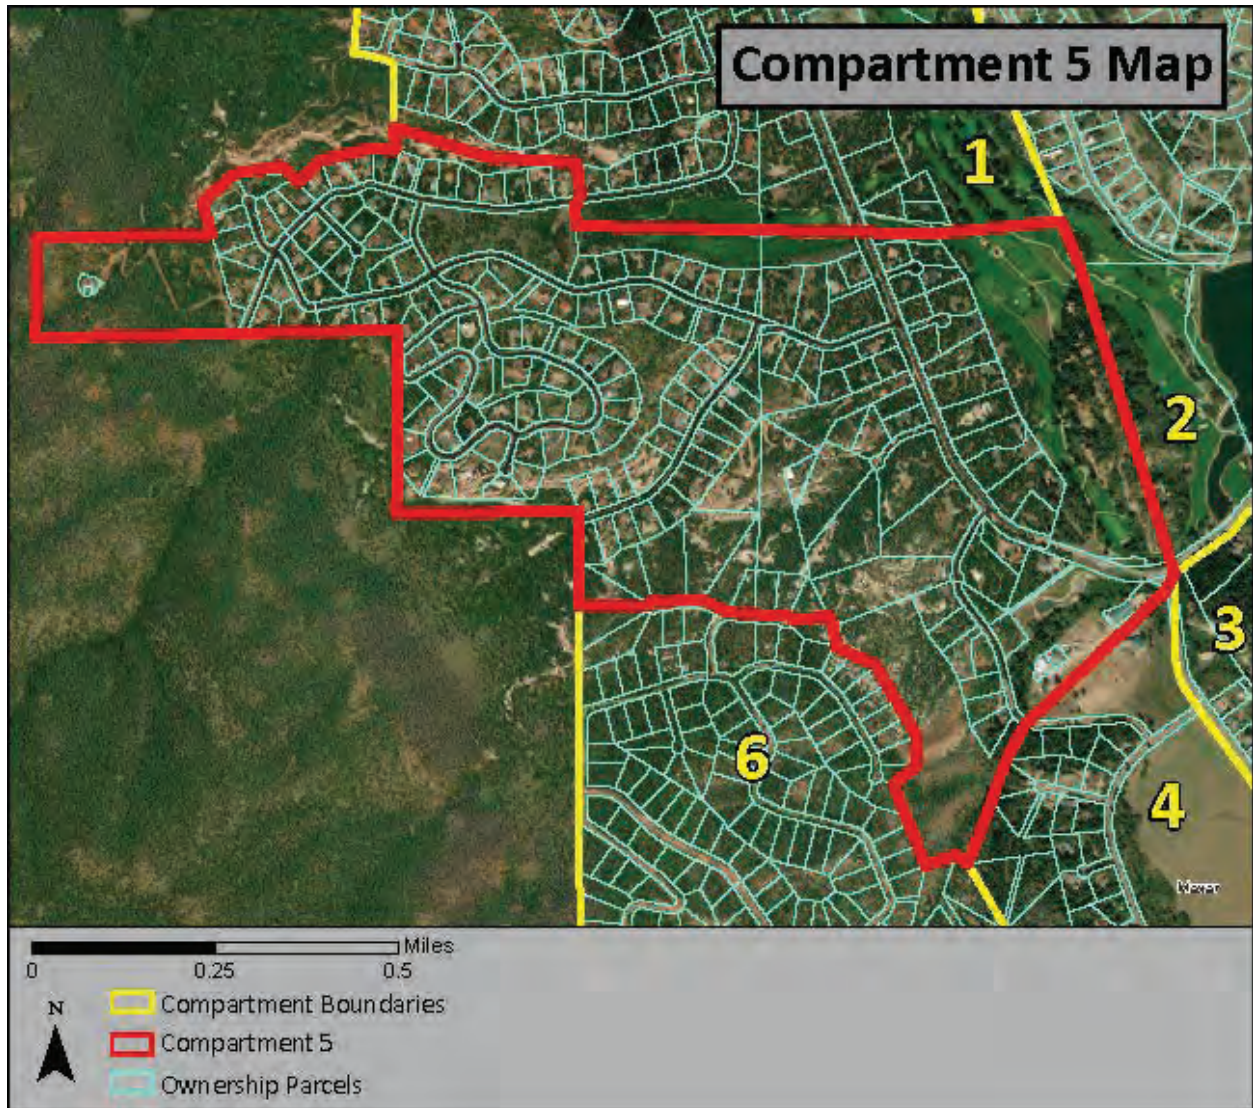 Compartment 5 Map
1
2
3
6
4
Maxar
Miles
0 0.25 0.5
N
Compartment Boundaries
Compartment 5
Ownership Parcels